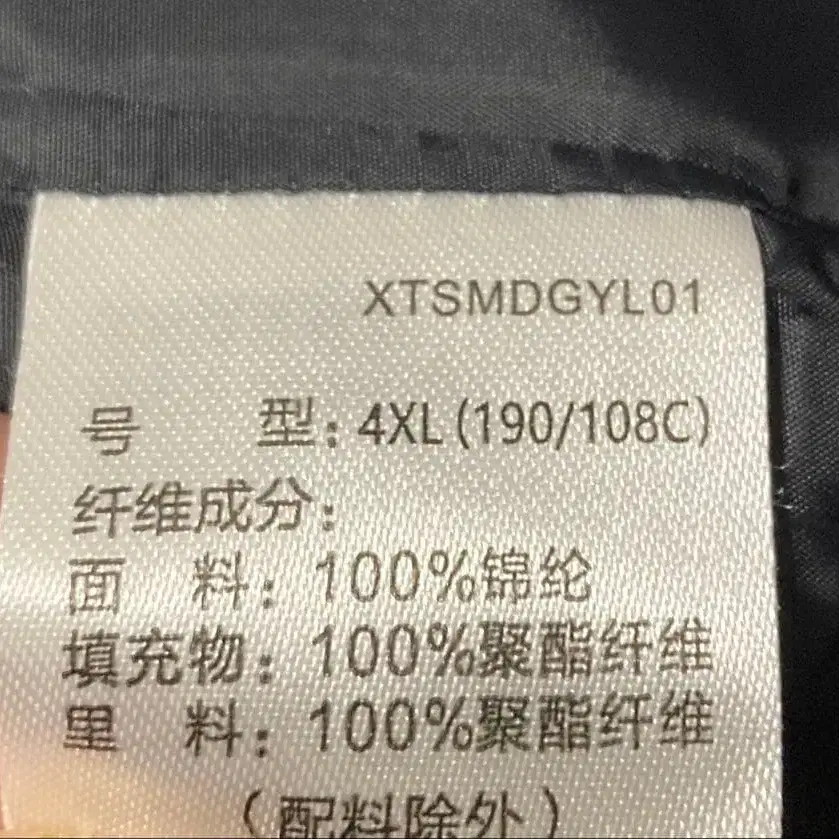 XTSMDGYL01
号 型: 4XL(190/108C)
纤维成分:
面 料: 100%锦纶
填充物: 100%聚酯纤维
里 料: 100%聚酯纤维
(配料除外)